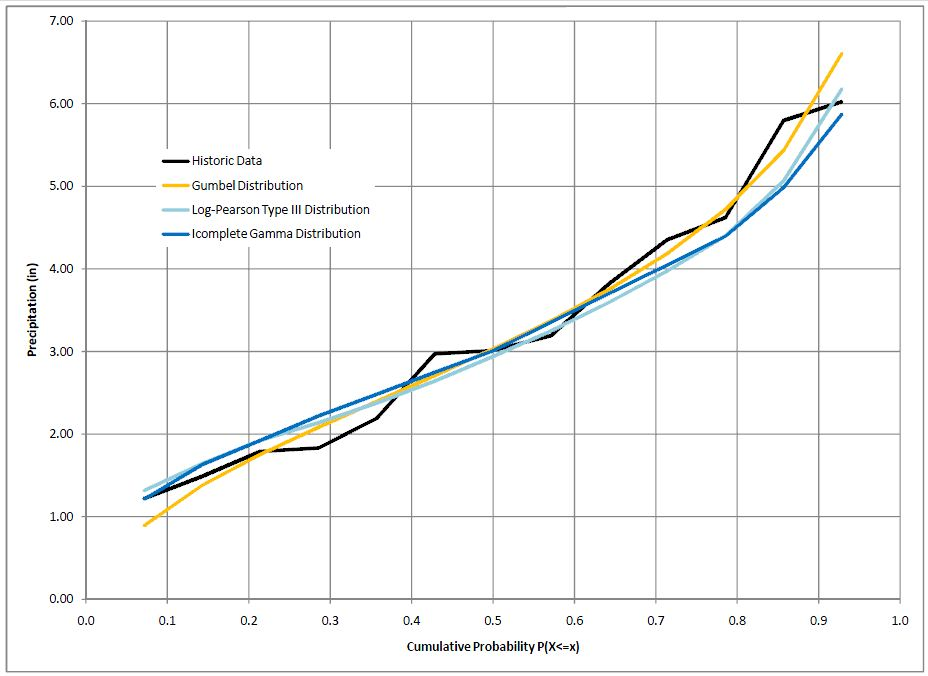 7.00
6.00
5.00
4.00
3.00
2.00
1.00
0.00
Precipitation (in)
Historic Data
Gumbel Distribution
Log-Pearson Type III Distribution
Icomplete Gamma Distribution
0.0 0.1 0.2 0.3 0.4 0.5 0.6 0.7 0.8 0.9 1.0
Cumulative Probability P(X<=x)